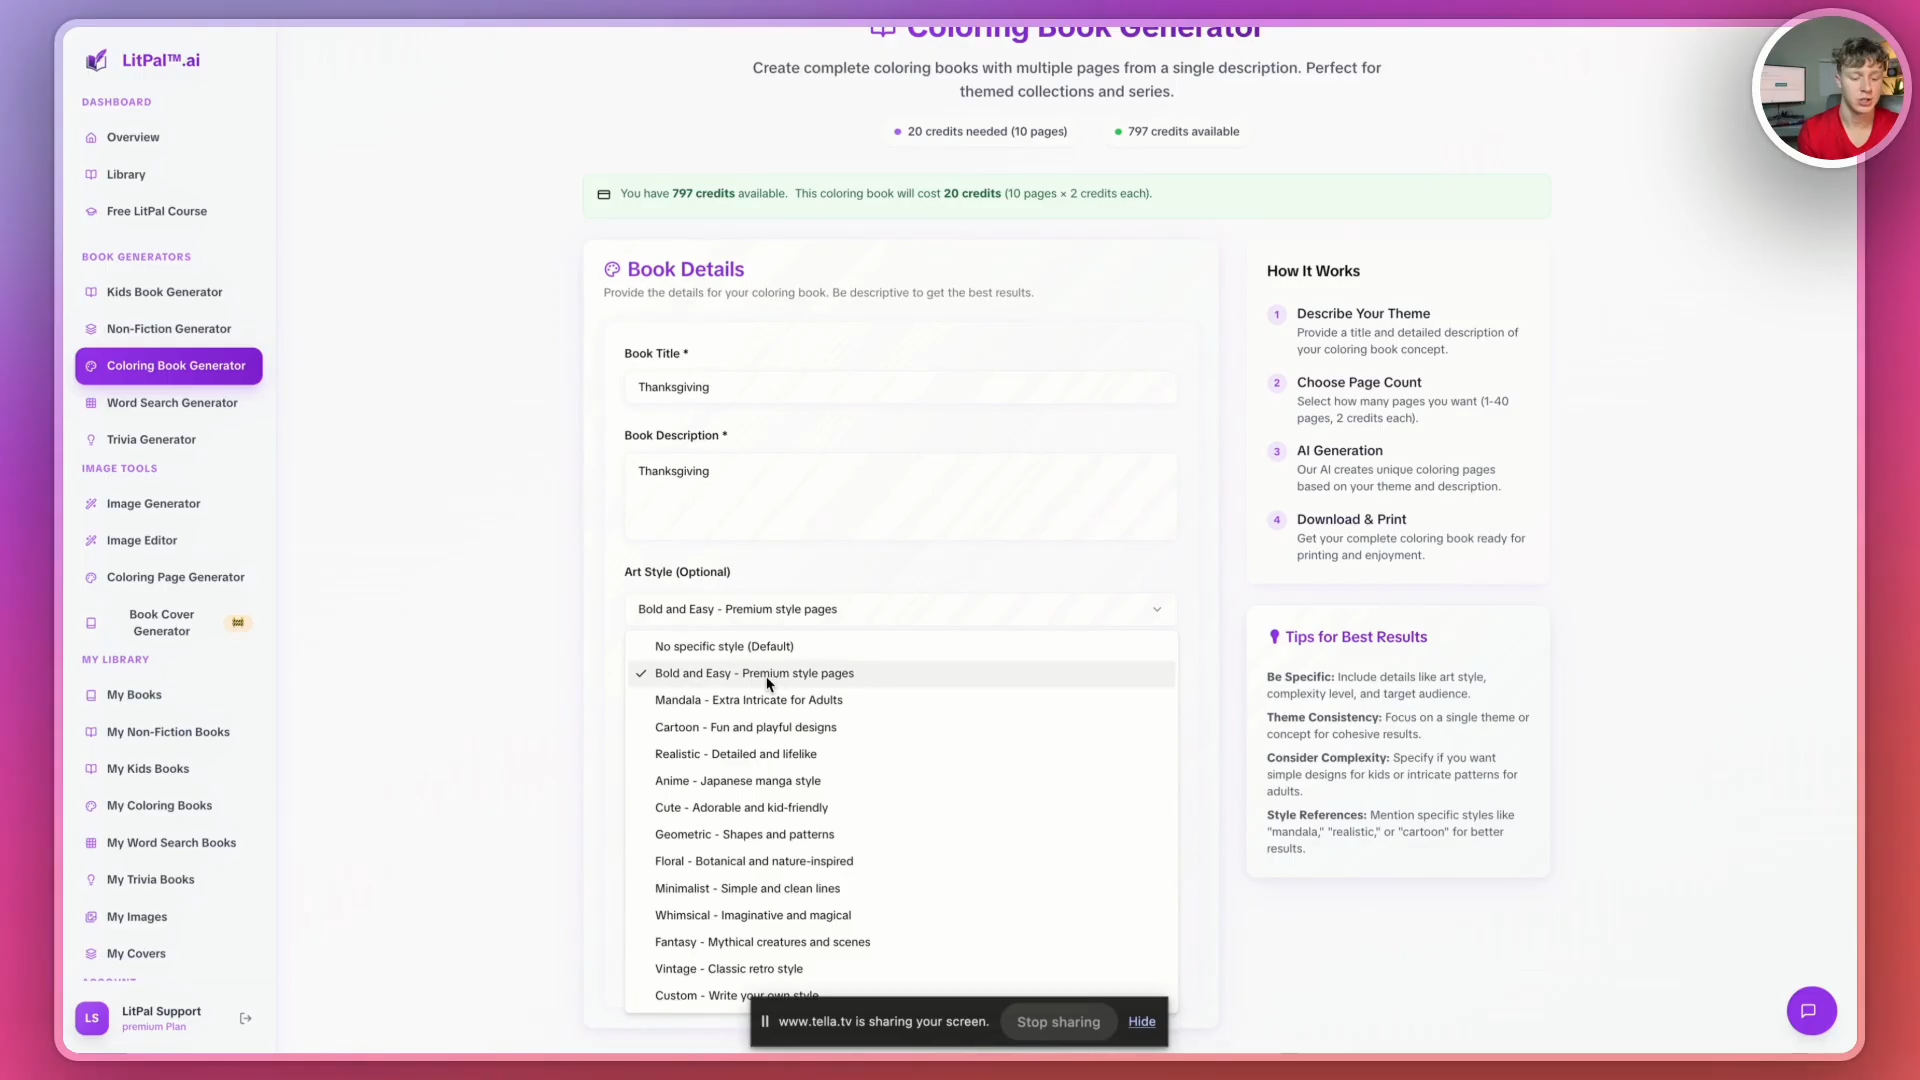 LitPal™.ai
DASHBOARD
Overview
Library
Free LitPal Course
BOOK GENERATORS
Kids Book Generator
Non-Fiction Generator
Coloring Book Generator
Word Search Generator
Trivia Generator
IMAGE TOOLS
Image Generator
Image Editor
Coloring Page Generator
Book Cover
Generator
MY LIBRARY
My Books
My Non-Fiction Books
My Kids Books
My Coloring Books
My Word Search Books
My Trivia Books
My Images
My Covers
LS
LitPal Support
premium Plan
Coloring Book Generator
Create complete coloring books with multiple pages from a single description. Perfect for
themed collections and series.
20 credits needed (10 pages)
797 credits available
You have 797 credits available. This coloring book will cost 20 credits (10 pages × 2 credits each).
Book Details
Provide the details for your coloring book. Be descriptive to get the best results.
Book Title *
Thanksgiving
Book Description *
Thanksgiving
Art Style (Optional)
Bold and Easy - Premium style pages
No specific style (Default)
Bold and Easy - Premium style pages
Mandala - Extra Intricate for Adults
Cartoon - Fun and playful designs
Realistic - Detailed and lifelike
Anime - Japanese manga style
Cute - Adorable and kid-friendly
Geometric - Shapes and patterns
Floral - Botanical and nature-inspired
Minimalist - Simple and clean lines
Whimsical - Imaginative and magical
Fantasy - Mythical creatures and scenes
Vintage - Classic retro style
Custom - Write your own style
www.tella.tv is sharing your screen.
Stop sharing
Hide
How It Works
1
Describe Your Theme
Provide a title and detailed description of
your coloring book concept.
2
Choose Page Count
Select how many pages you want (1-40
pages, 2 credits each).
3
AI Generation
Our AI creates unique coloring pages
based on your theme and description.
4
Download & Print
Get your complete coloring book ready for
printing and enjoyment.
Tips for Best Results
Be Specific: Include details like art style,
complexity level, and target audience.
Theme Consistency: Focus on a single theme or
concept for cohesive results.
Consider Complexity: Specify if you want
simple designs for kids or intricate patterns for
adults.
Style References: Mention specific styles like
"mandala," "realistic," or "cartoon" for better
results.